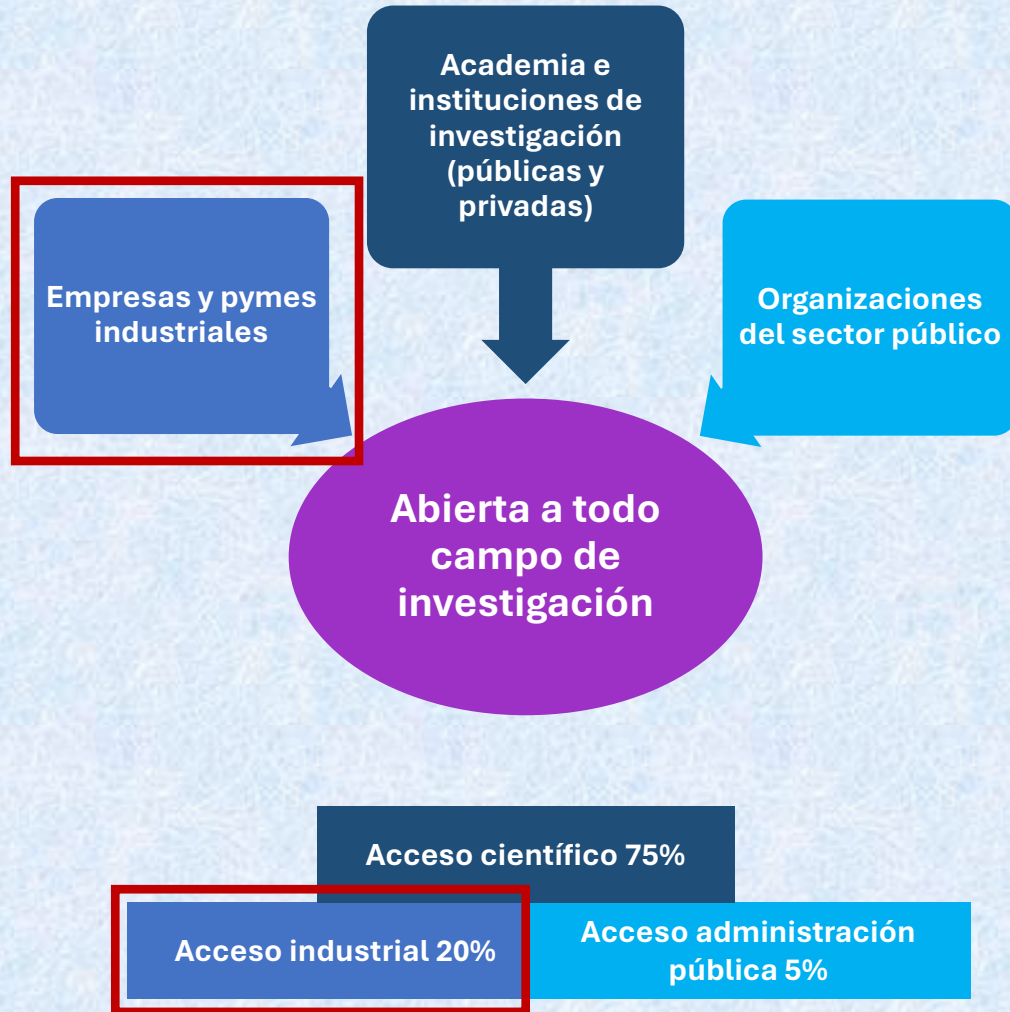 Academia e
instituciones de
investigación
(públicas y
privadas)
Empresas y pymes
industriales
Organizaciones
del sector público
Abierta a todo
campo de
investigación
Acceso científico 75%
Acceso industrial 20%
Acceso administración
pública 5%